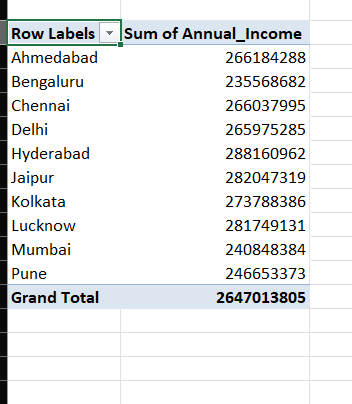 Row Labels Sum of Annual_Income
Ahmedabad 266184288
Bengaluru 235568682
Chennai 266037995
Delhi 265975285
Hyderabad 288160962
Jaipur 282047319
Kolkata 273788386
Lucknow 281749131
Mumbai 240848384
Pune 246653373
Grand Total 2647013805